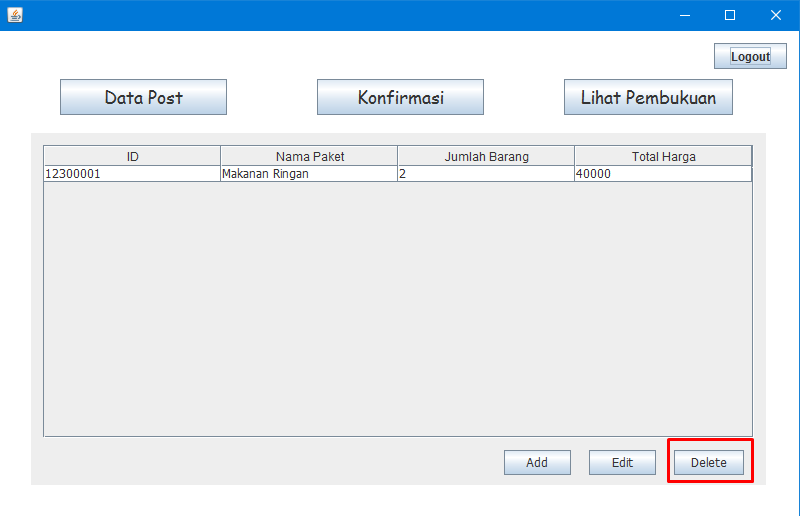 Logout
Data Post Konfirmasi Lihat Pembukuan
ID Nama Paket Jumlah Barang Total Harga
12300001 Makanan Ringan 2 40000
Add Edit Delete